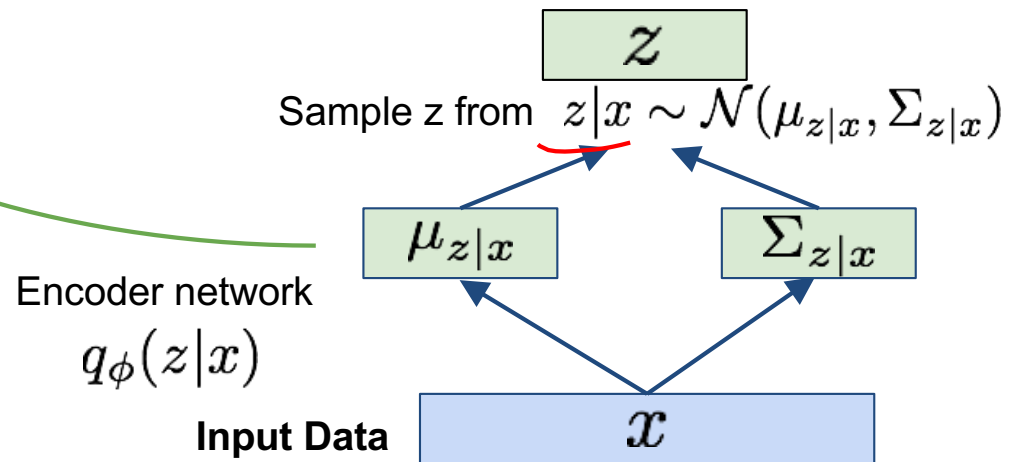 z
Sample z from z|x ∼ 𝒩(μ_{z|x}, Σ_{z|x})
μ_{z|x} Σ_{z|x}
Encoder network
q_ϕ(z|x)
Input Data x